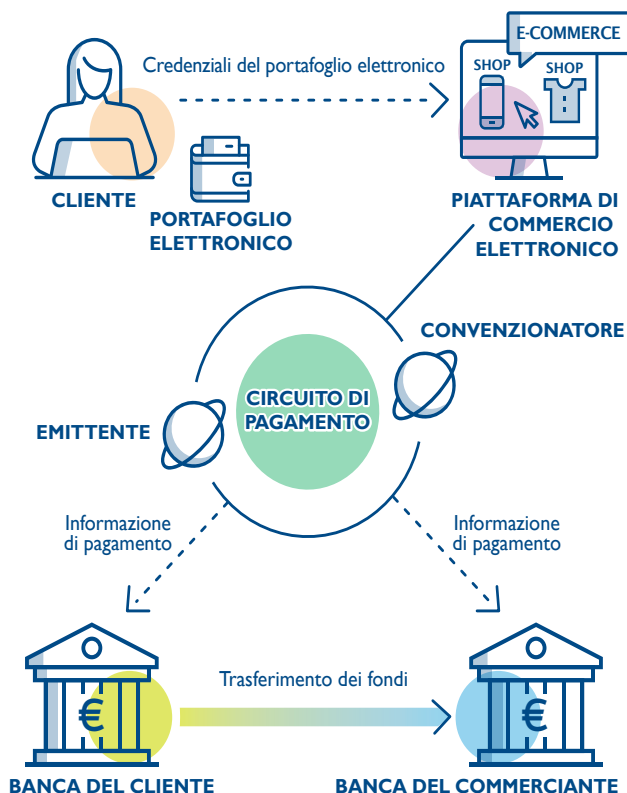 E-COMMERCE
Credenziali del portafoglio elettronico
SHOP
SHOP
CLIENTE
PORTAFOGLIO
ELETTRONICO
PIATTAFORMA DI
COMMERCIO
ELETTRONICO
CONVENZIONATORE
CIRCUITO DI
PAGAMENTO
EMITTENTE
Informazione
di pagamento
Informazione
di pagamento
€
Trasferimento dei fondi
€
BANCA DEL CLIENTE
BANCA DEL COMMERCIANTE